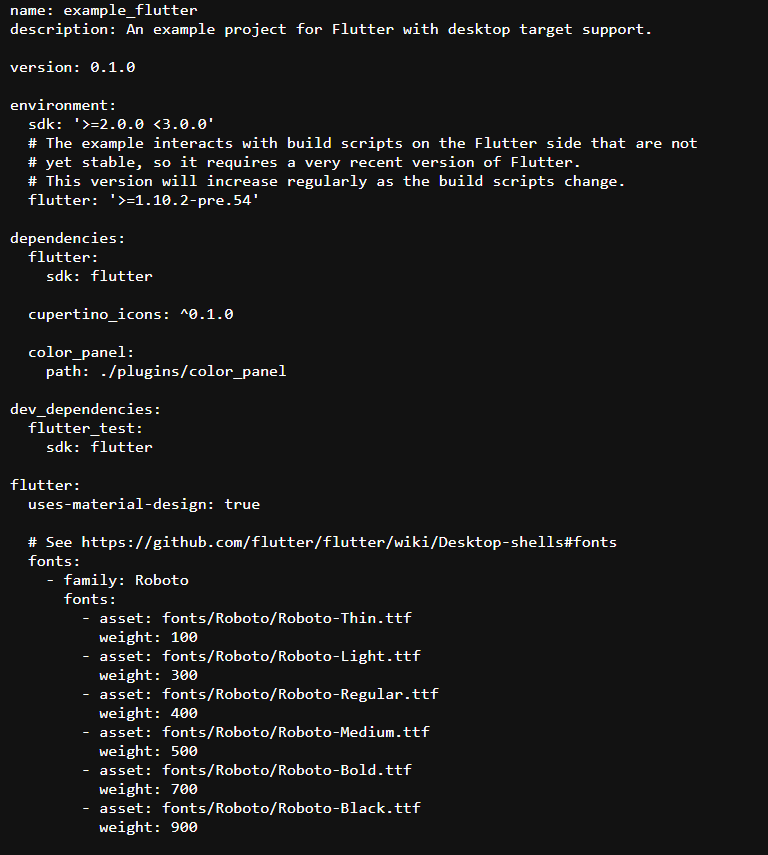 name: example_flutter
description: An example project for Flutter with desktop target support.

version: 0.1.0

environment:
  sdk: '>=2.0.0 <3.0.0'
  # The example interacts with build scripts on the Flutter side that are not
  # yet stable, so it requires a very recent version of Flutter.
  # This version will increase regularly as the build scripts change.
  flutter: '>=1.10.2-pre.54'

dependencies:
  flutter:
    sdk: flutter

  cupertino_icons: ^0.1.0

  color_panel:
    path: ./plugins/color_panel

dev_dependencies:
  flutter_test:
    sdk: flutter

flutter:
  uses-material-design: true

  # See https://github.com/flutter/flutter/wiki/Desktop-shells#fonts
  fonts:
    - family: Roboto
      fonts:
        - asset: fonts/Roboto/Roboto-Thin.ttf
          weight: 100
        - asset: fonts/Roboto/Roboto-Light.ttf
          weight: 300
        - asset: fonts/Roboto/Roboto-Regular.ttf
          weight: 400
        - asset: fonts/Roboto/Roboto-Medium.ttf
          weight: 500
        - asset: fonts/Roboto/Roboto-Bold.ttf
          weight: 700
        - asset: fonts/Roboto/Roboto-Black.ttf
          weight: 900